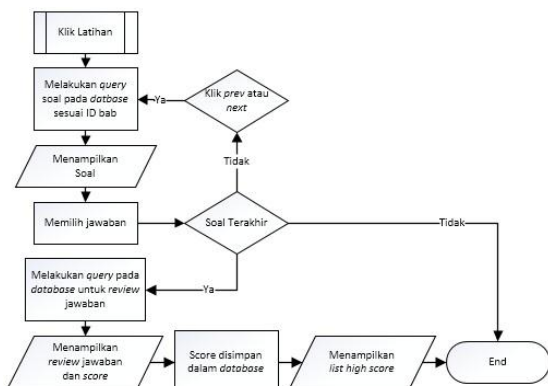 Klik Latihan
Melakukan query
soal pada datbase
sesuai ID bab
Ya
Klik prev atau
next
Menampilkan
Soal
Tidak
Memilih jawaban
Soal Terakhir
Tidak
Melakukan query pada
database untuk review
jawaban
Ya
Menampilkan
review jawaban
dan score
Score disimpan
dalam database
Menampilkan
list high score
End